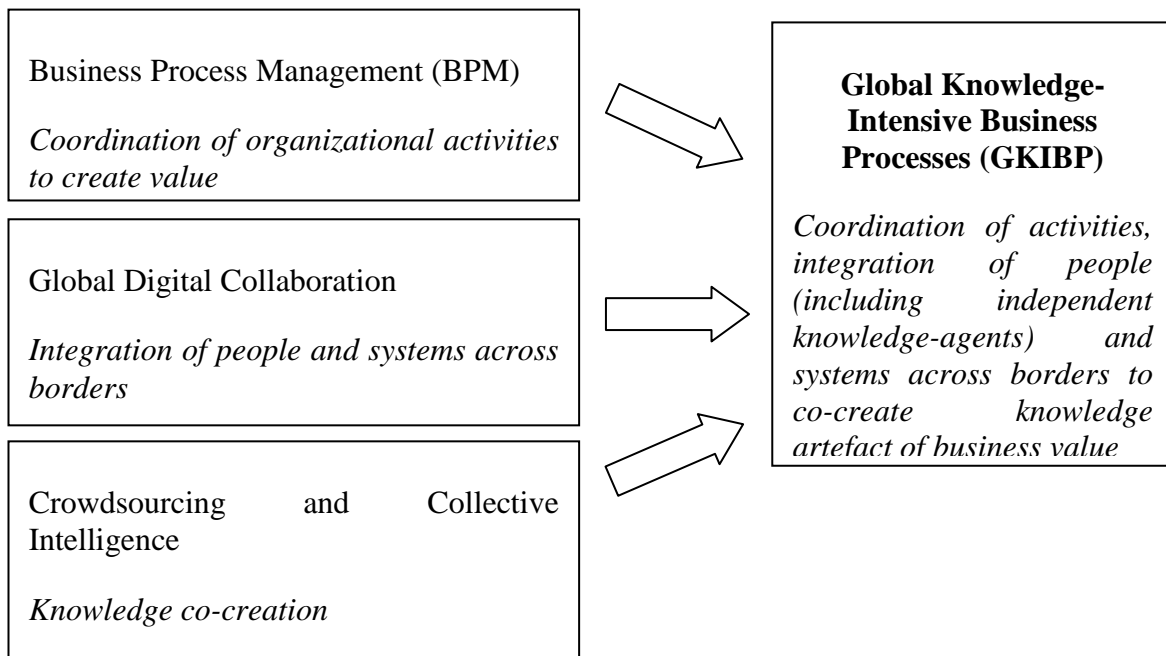 Business Process Management (BPM)
Coordination of organizational activities
to create value
Global Digital Collaboration
Integration of people and systems across
borders
Crowdsourcing and Collective
Intelligence
Knowledge co-creation
Global Knowledge-
Intensive Business
Processes (GKIBP)
Coordination of activities,
integration of people
(including independent
knowledge-agents) and
systems across borders to
co-create knowledge
artefact of business value